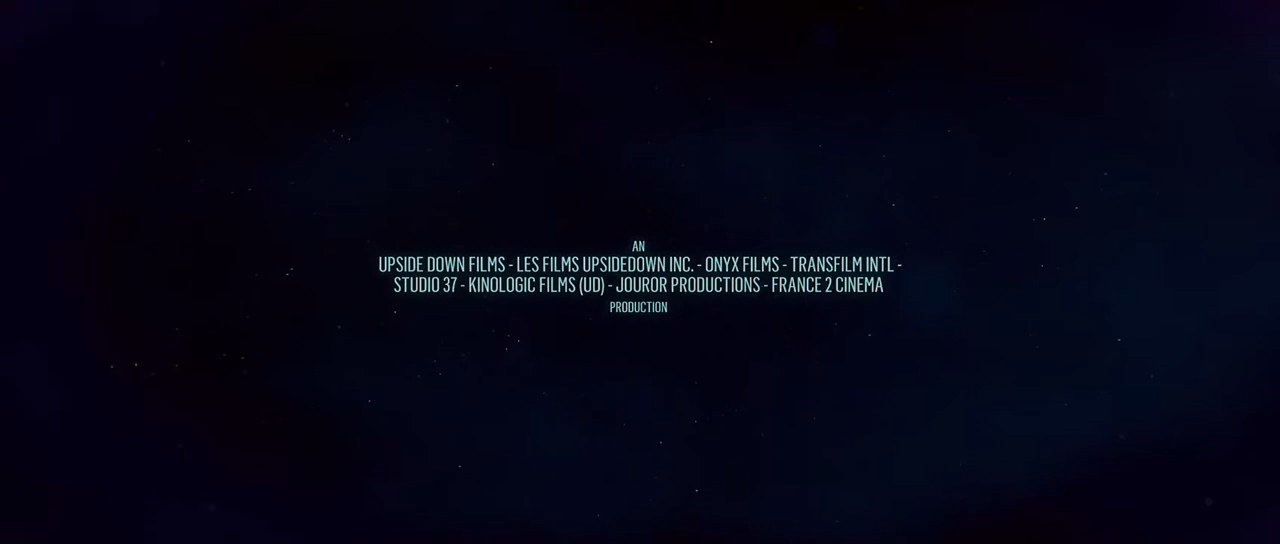 AN
UPSIDE DOWN FILMS - LES FILMS UPSIDEDOWN INC. - ONYX FILMS - TRANSFILM INTL -
STUDIO 37 - KINOLOGIC FILMS (UD) - JOUROR PRODUCTIONS - FRANCE 2 CINEMA
PRODUCTION